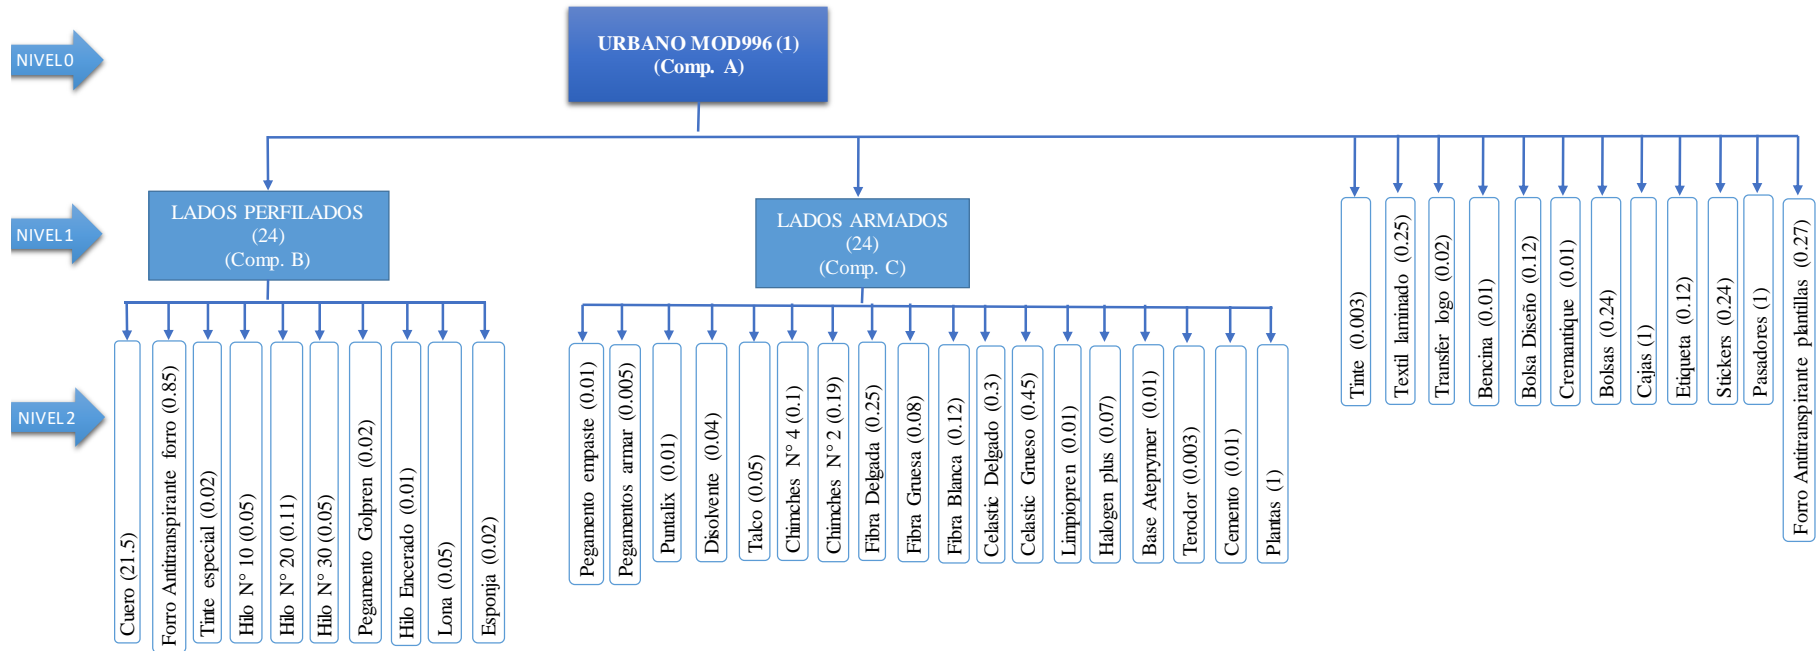 NIVEL0
URBANO MOD996 (1)
(Comp. A)
NIVEL1
LADOS PERFILADOS
(24)
(Comp. B)
LADOS ARMADOS
(24)
(Comp. C)
Tinte (0.003)
Textil laminado (0.25)
Transfer logo (0.02)
Bencina (0.01)
Bolsa Diseño (0.12)
Cremantique (0.01)
Bolsas (0.24)
Cajas (1)
Etiqueta (0.12)
Stickers (0.24)
Pasadores (1)
Forro Antitranspirante plantillas (0.27)
NIVEL2
Cuero (21.5)
Forro Antitranspirante forro (0.85)
Tinte especial (0.02)
Hilo N° 10 (0.05)
Hilo N° 20 (0.11)
Hilo N° 30 (0.05)
Pegamento Golpren (0.02)
Hilo Encerado (0.01)
Lona (0.05)
Esponja (0.02)
Pegamento empaste (0.01)
Pegamentos armar (0.005)
Puntalix (0.01)
Disolvente (0.04)
Talco (0.05)
Chimches N° 4 (0.1)
Chinches N° 2 (0.19)
Fibra Delgada (0.25)
Fibra Gruesa (0.08)
Fibra Blanca (0.12)
Celastic Delgado (0.3)
Celastic Grueso (0.45)
Limpiopren (0.01)
Halogen plus (0.07)
Base Ateprymer (0.01)
Terodor (0.003)
Cemento (0.01)
Plantas (1)